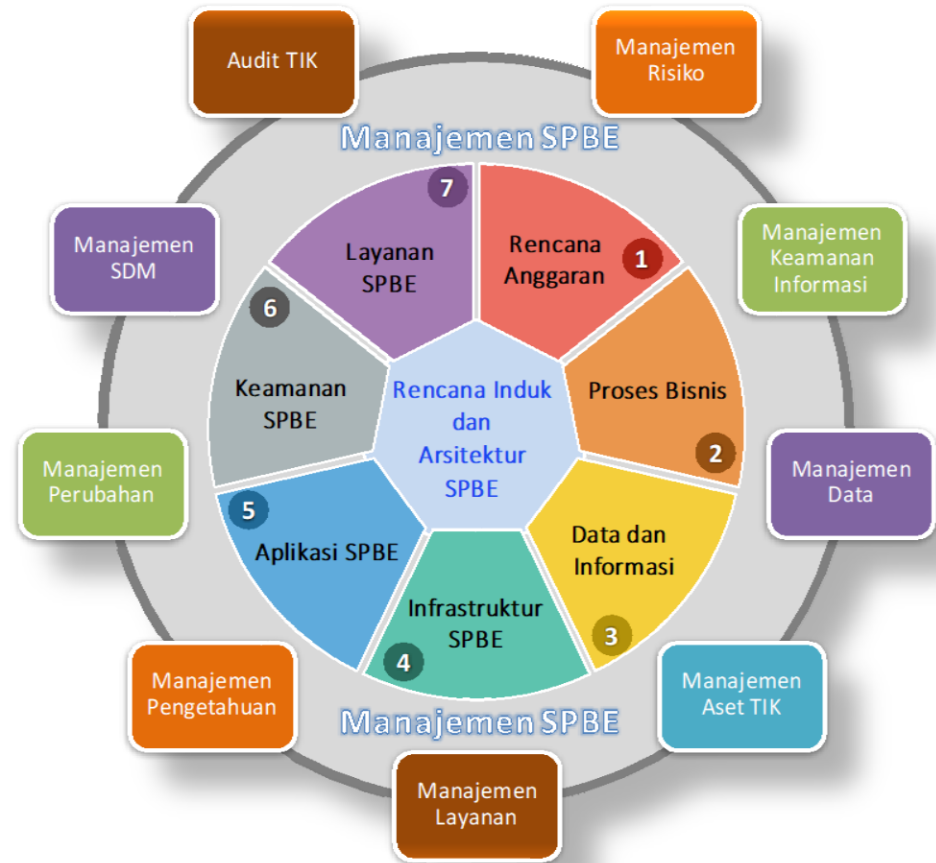 Audit TIK
Manajemen
Risiko
Manajemen SPBE
Manajemen
SDM
Manajemen
Keamanan
Informasi
7
Layanan
SPBE
Rencana
Anggaran
1
6
Keamanan
SPBE
Rencana Induk
dan
Arsitektur
SPBE
Proses Bisnis
2
Manajemen
Perubahan
Manajemen
Data
5
Aplikasi SPBE
Data dan
Informasi
3
Infrastruktur
SPBE
4
Manajemen
Pengetahuan
Manajemen
Aset TIK
Manajemen SPBE
Manajemen
Layanan